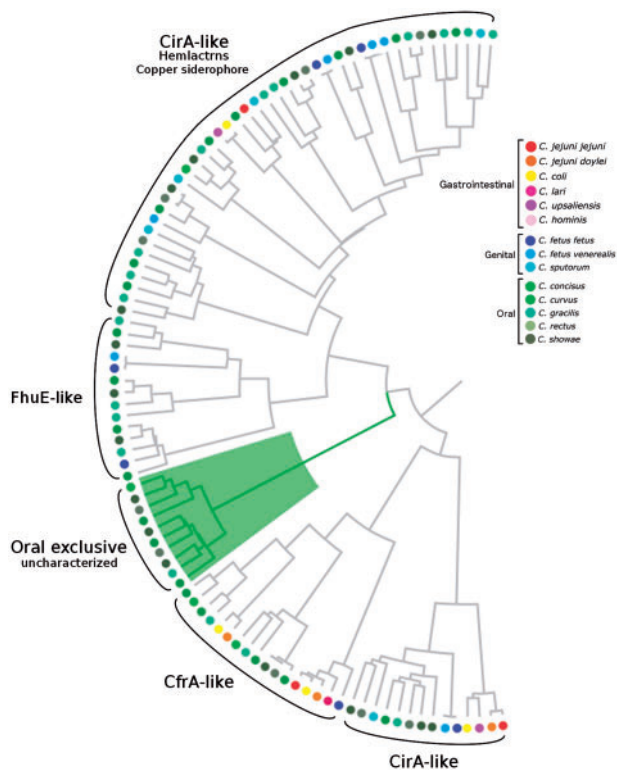 CirA-like
Hemlactrns
Copper siderophore
C. jejuni jejuni
C. jejuni doylei
Gastrointestinal
C. coli
C. lari
C. upsaliensis
C. hominis
C. fetus fetus
Genital
C. fetus venerealis
C. sputorum
C. concisus
C. curvus
Oral
C. gracilis
C. rectus
C. showae
FhuE-like
Oral exclusive
uncharacterized
CfrA-like
CirA-like